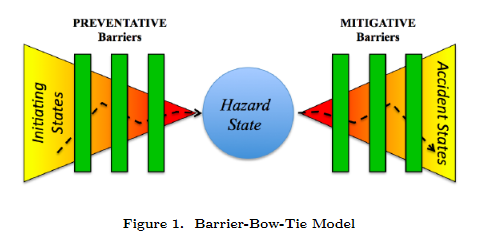 PREVENTATIVE
Barriers
MITIGATIVE
Barriers
Initiating
States
Hazard
State
Accident States
Figure 1. Barrier-Bow-Tie Model